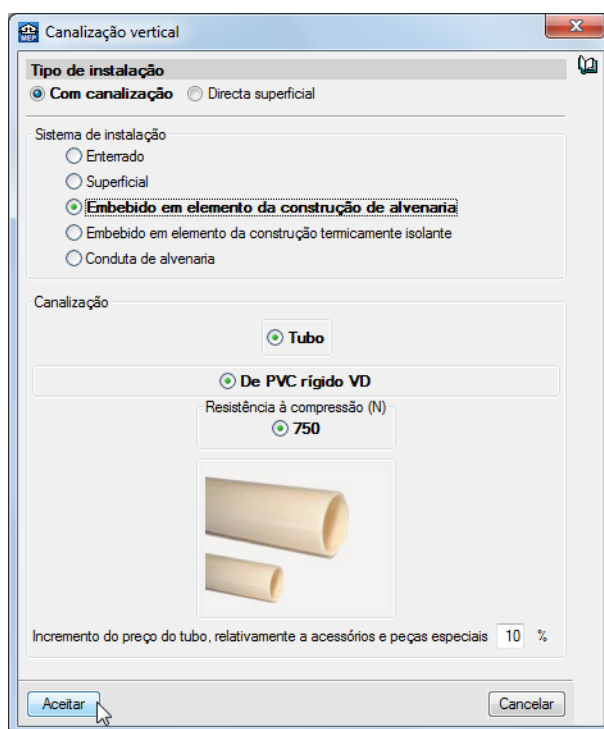 MEP Canalização vertical
Tipo de instalação
Com canalização Directa superficial
Sistema de instalação
Enterrado
Superficial
Embebido em elemento da construção de alvenaria
Embebido em elemento da construção termicamente isolante
Conduta de alvenaria
Canalização
Tubo
De PVC rígido VD
Resistência à compressão (N)
750
Incremento do preço do tubo, relativamente a acessórios e peças especiais 10 %
Aceitar Cancelar